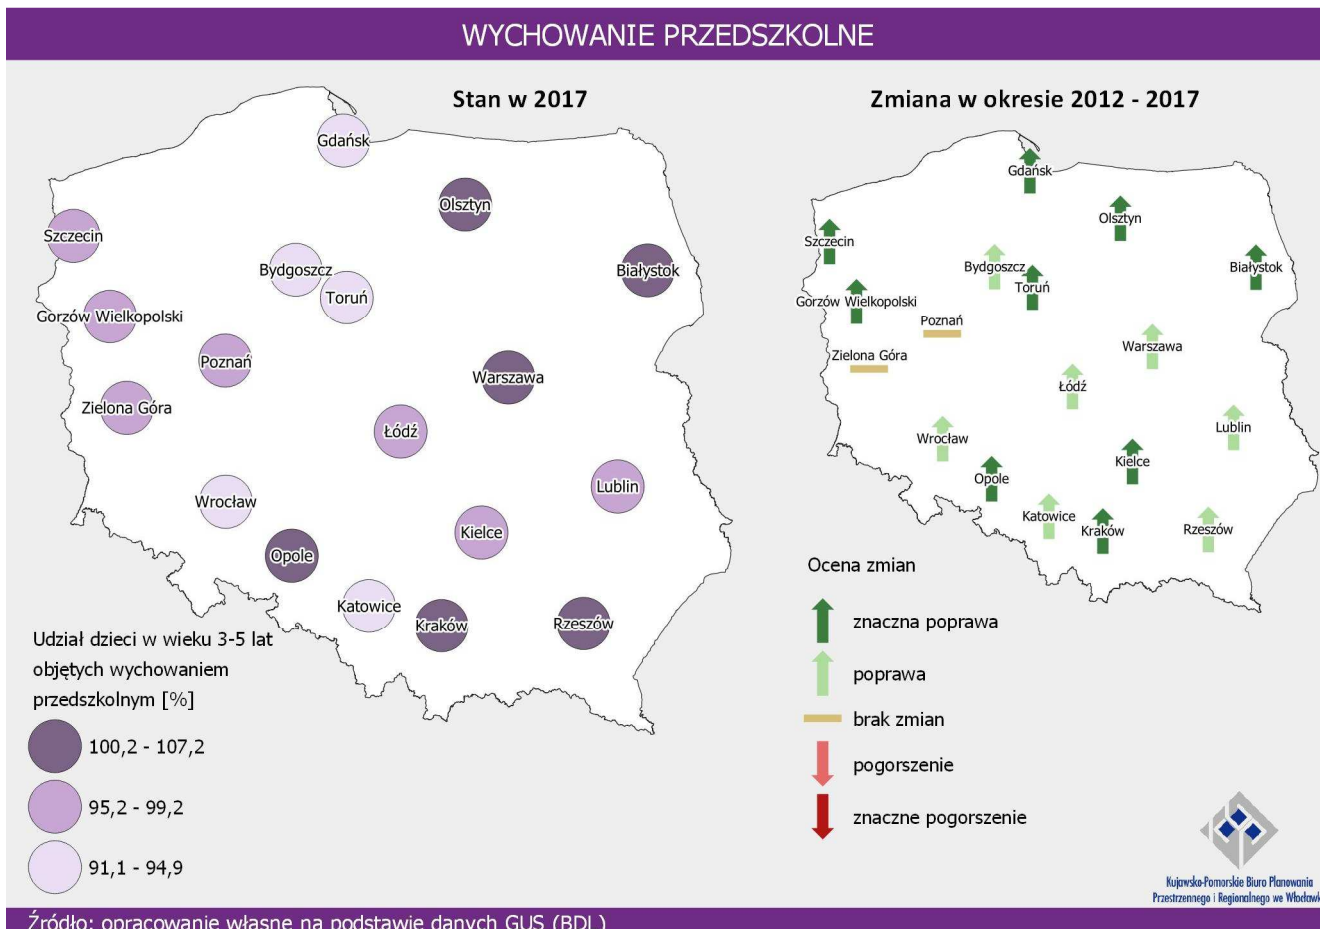 WYCHOWANIE PRZEDSZKOLNE
Stan w 2017
Gdańsk
Olsztyn
Szczecin
Bydgoszcz
Białystok
Toruń
Gorzów Wielkopolski
Poznań
Warszawa
Zielona Góra
Łódź
Lublin
Wrocław
Kielce
Opole
Katowice
Kraków
Rzeszów
Udział dzieci w wieku 3-5 lat
objętych wychowaniem
przedszkolnym [%]
100,2 - 107,2
95,2 - 99,2
91,1 - 94,9
Zmiana w okresie 2012 - 2017
Gdańsk
Olsztyn
Szczecin
Bydgoszcz
Białystok
Toruń
Gorzów Wielkopolski
Poznań
Warszawa
Zielona Góra
Łódź
Lublin
Wrocław
Kielce
Opole
Katowice
Kraków
Rzeszów
Ocena zmian
znaczna poprawa
poprawa
brak zmian
pogorszenie
znaczne pogorszenie
Kujawsko-Pomorskie Biuro Planowania
Przestrzennego i Regionalnego we Włocławk
Źródło: opracowanie własne na podstawie danych GUS (BDL)